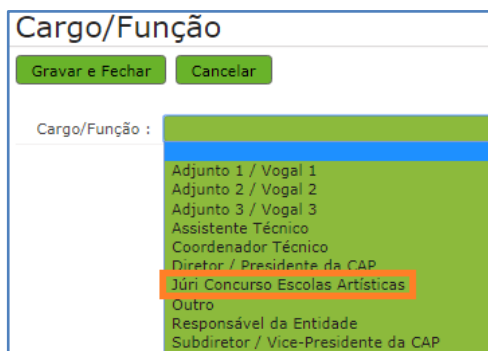 Cargo/Função
Gravar e Fechar Cancelar
Cargo/Função :
Adjunto 1 / Vogal 1
Adjunto 2 / Vogal 2
Adjunto 3 / Vogal 3
Assistente Técnico
Coordenador Técnico
Diretor / Presidente da CAP
Júri Concurso Escolas Artísticas
Outro
Responsável da Entidade
Subdiretor / Vice-Presidente da CAP